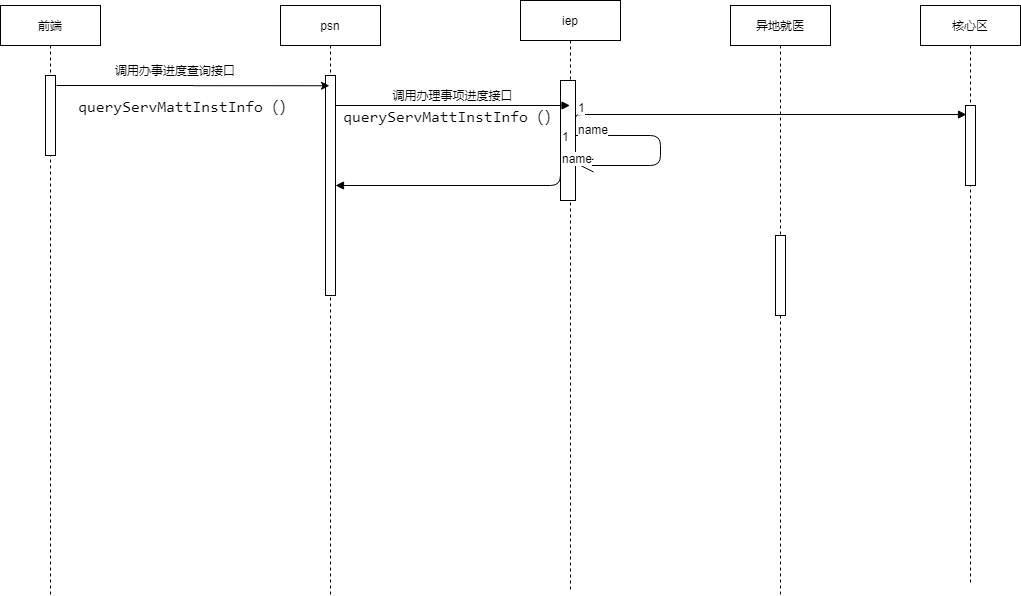 前端
psn
iep
异地就医
核心区
调用办事进度查询接口
queryServMattInstInfo ()
调用办理事项进度接口
queryServMattInstInfo ()
1
name
1
name